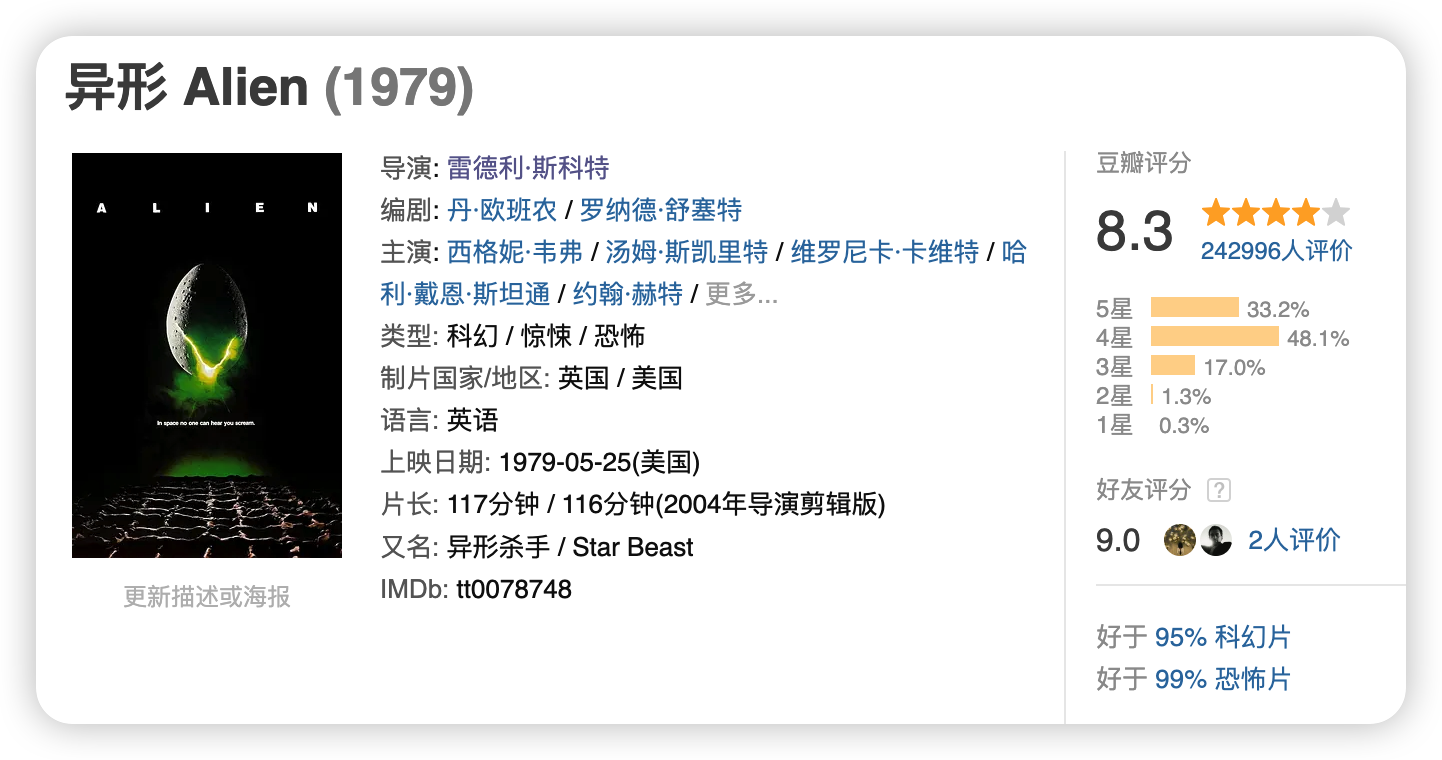 异形 Alien (1979)
A L I E N
In space no one can hear you scream.
更新描述或海报
导演: 雷德利·斯科特
编剧: 丹·欧班农 / 罗纳德·舒塞特
主演: 西格妮·韦弗 / 汤姆·斯凯里特 / 维罗尼卡·卡维特 / 哈
利·戴恩·斯坦通 / 约翰·赫特 / 更多...
类型: 科幻 / 惊悚 / 恐怖
制片国家/地区: 英国 / 美国
语言: 英语
上映日期: 1979-05-25(美国)
片长: 117分钟 / 116分钟(2004年导演剪辑版)
又名: 异形杀手 / Star Beast
IMDb: tt0078748
豆瓣评分
8.3
242996人评价
5星 33.2%
4星 48.1%
3星 17.0%
2星 1.3%
1星 0.3%
好友评分 ?
9.0 2人评价
好于 95% 科幻片
好于 99% 恐怖片